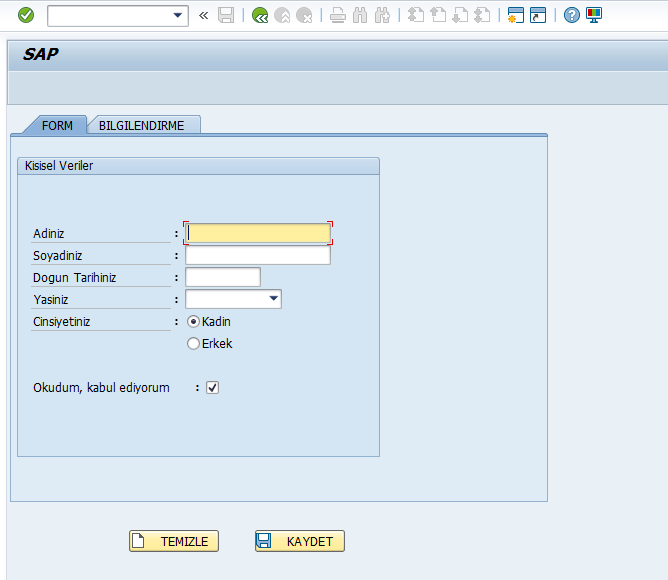 SAP
FORM BILGILENDIRME
Kisisel Veriler
Adiniz :
Soyadiniz :
Dogun Tarihiniz :
Yasiniz :
Cinsiyetiniz : Kadin
Erkek
Okudum, kabul ediyorum :
TEMIZLE KAYDET